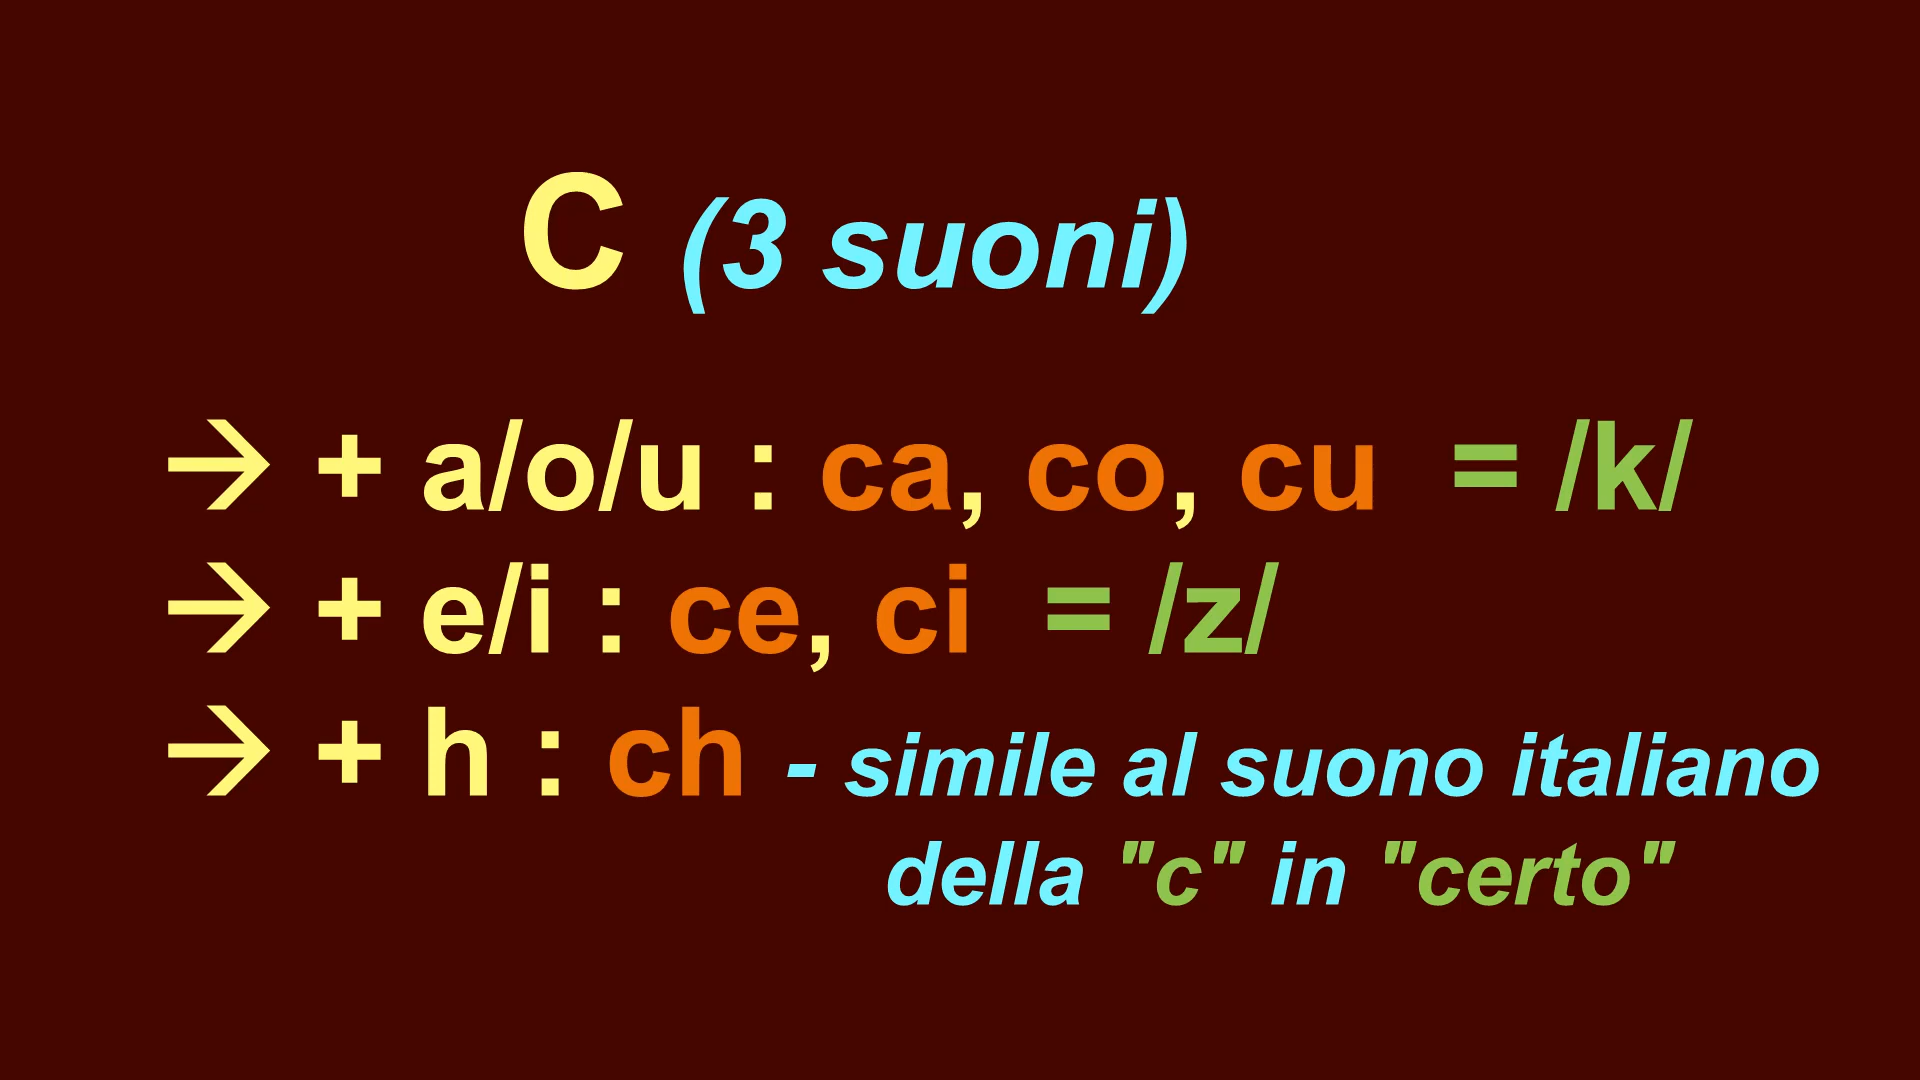 C (3 suoni)
→ + a/o/u : ca, co, cu = /k/
→ + e/i : ce, ci = /z/
→ + h : ch - simile al suono italiano
della "c" in "certo"